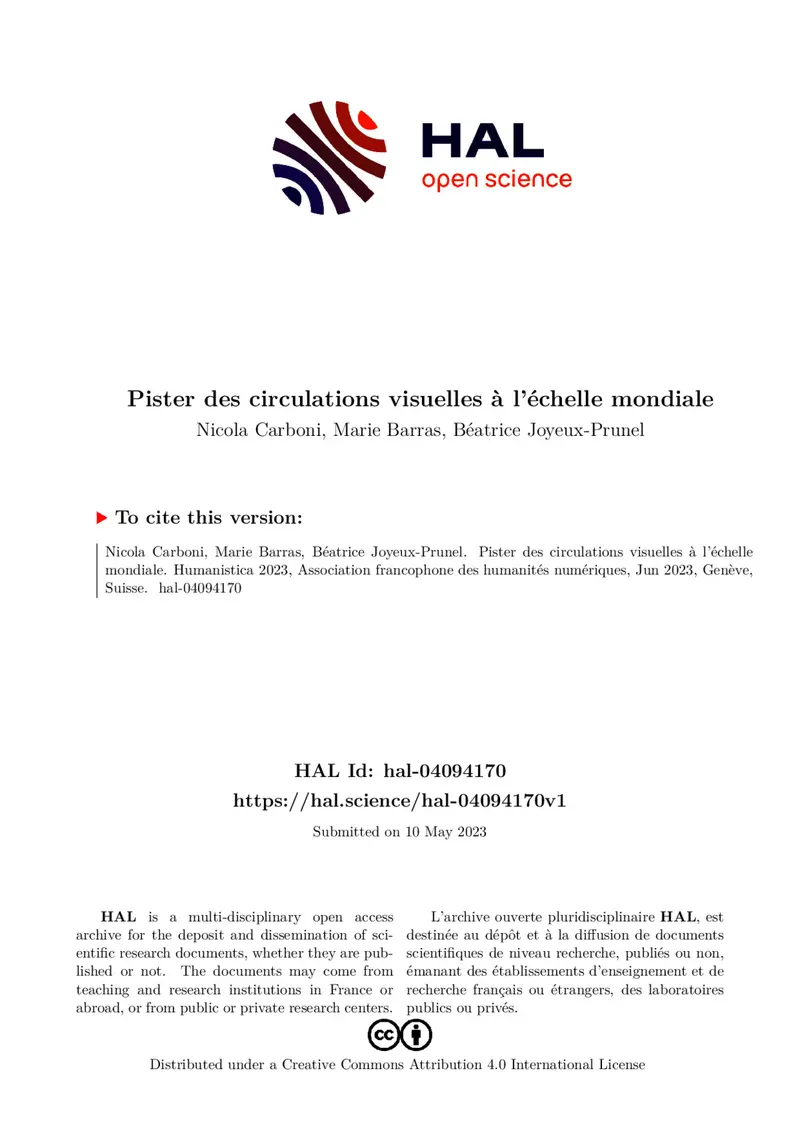 HAL
open science
Pister des circulations visuelles à l'échelle mondiale
Nicola Carboni, Marie Barras, Béatrice Joyeux-Prunel
▶ To cite this version:
Nicola Carboni, Marie Barras, Béatrice Joyeux-Prunel. Pister des circulations visuelles à l'échelle
mondiale. Humanistica 2023, Association francophone des humanités numériques, Jun 2023, Genève,
Suisse. hal-04094170
HAL Id: hal-04094170
https://hal.science/hal-04094170v1
Submitted on 10 May 2023
HAL is a multi-disciplinary open access
archive for the deposit and dissemination of sci-
entific research documents, whether they are pub-
lished or not. The documents may come from
teaching and research institutions in France or
abroad, or from public or private research centers.
L'archive ouverte pluridisciplinaire HAL, est
destinée au dépôt et à la diffusion de documents
scientifiques de niveau recherche, publiés ou non,
émanant des établissements d'enseignement et de
recherche français ou étrangers, des laboratoires
publics ou privés.
cc
Distributed under a Creative Commons Attribution 4.0 International License